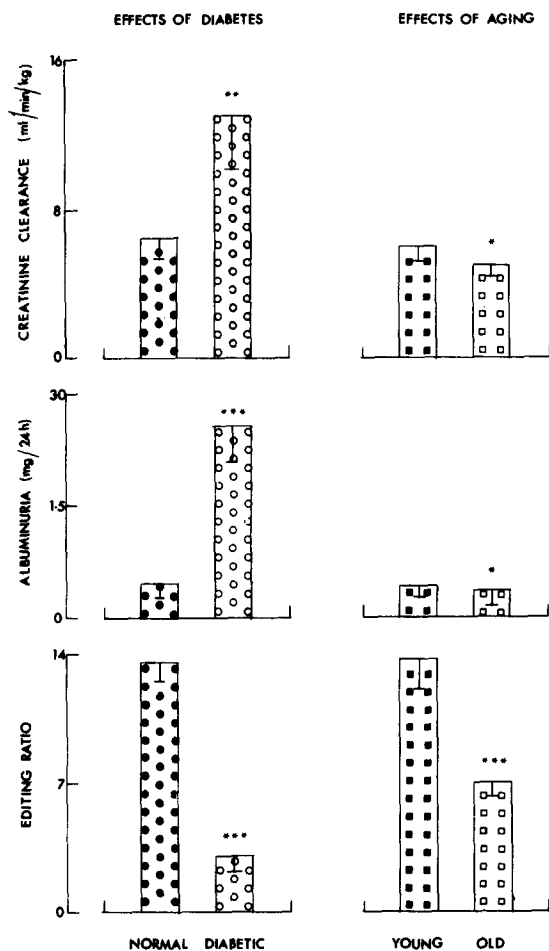 EFFECTS OF DIABETES
EFFECTS OF AGING
CREATININE CLEARANCE (ml/min/kg)
16
8
0
**
*
ALBUMINURIA (mg/24h)
30
1·5
0
***
*
EDITING RATIO
14
7
0
***
***
NORMAL DIABETIC
YOUNG OLD